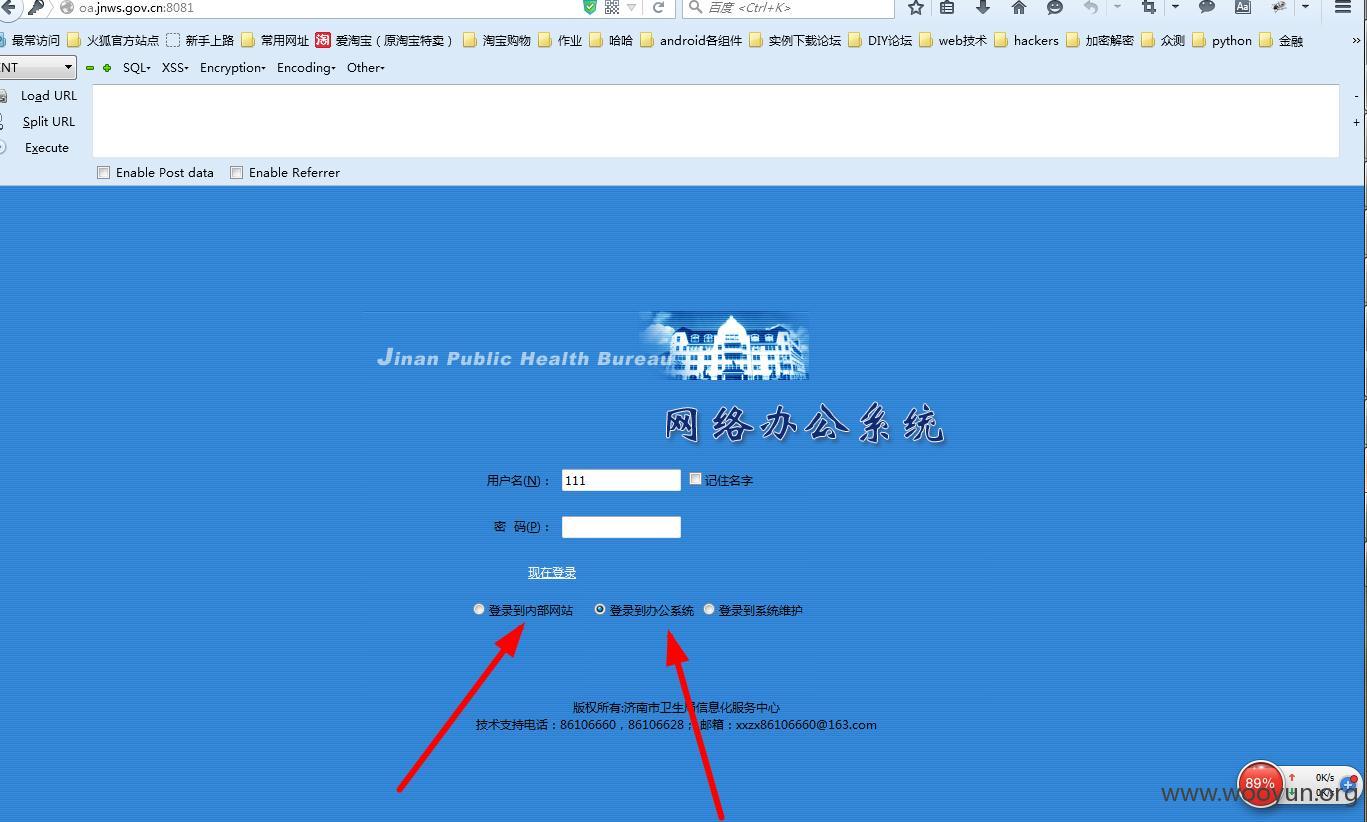 oa.jnws.gov.cn:8081 百度 <Ctrl+K>
最常访问 火狐官方站点 新手上路 常用网址 爱淘宝（原淘宝特卖） 淘宝购物 作业 哈哈 android各组件 实例下载论坛 DIY论坛 web技术 hackers 加密解密 众测 python 金融 »
NT SQL XSS Encryption Encoding Other
Load URL
Split URL
Execute
Enable Post data Enable Referrer
Jinan Public Health Bureau
网络办公系统
用户名(N)： 111 记住名字
密 码(P)：
现在登录
登录到内部网站 登录到办公系统 登录到系统维护
版权所有:济南市卫生局信息化服务中心
技术支持电话：86106660，86106628； 邮箱：xxzx86106660@163.com
89% 0K/s
0K/s
www.wooyun.org